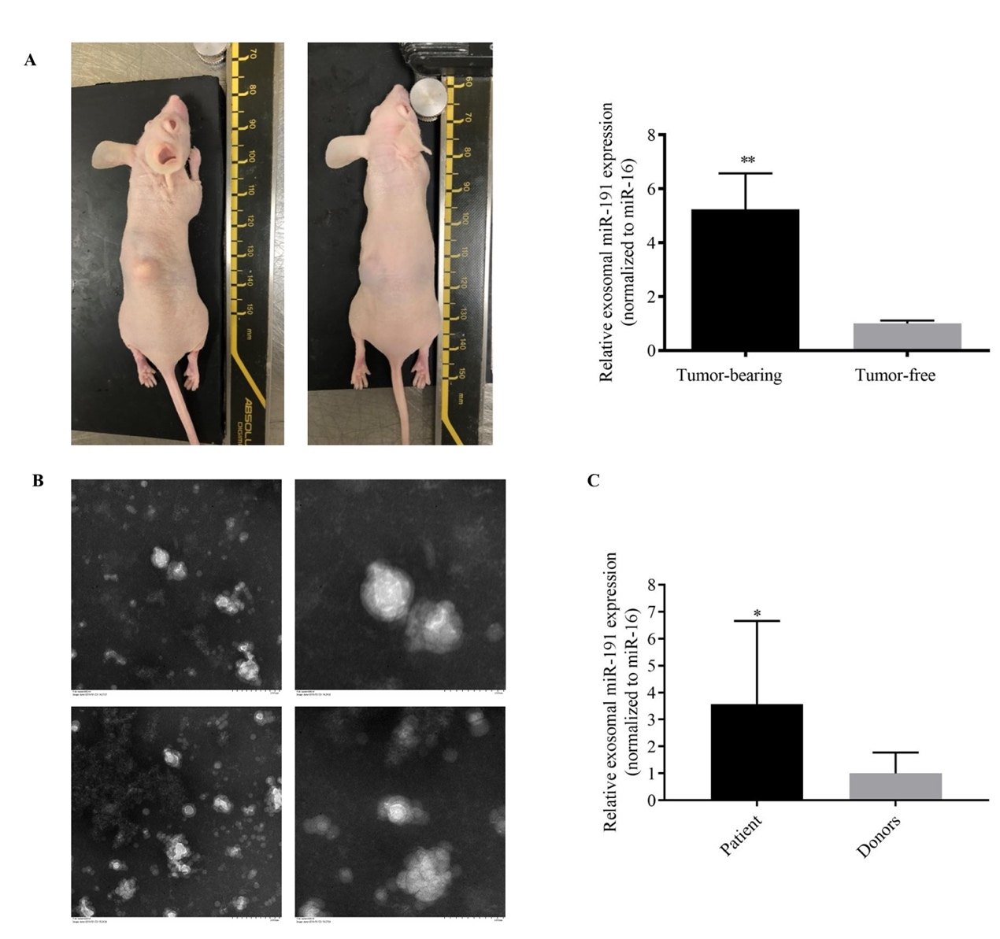 A
70
80
90
100
110
120
130
140
150
mm
ABSOLU
DIGIM
60
70
80
90
100
110
120
130
140
150
mm
Relative exosomal miR-191 expression
(normalized to miR-16)
8
6
4
2
0
**
Tumor-bearing
Tumor-free
B
C
Relative exosomal miR-191 expression
(normalized to miR-16)
8
7
6
5
4
3
2
1
0
*
Patient
Donors